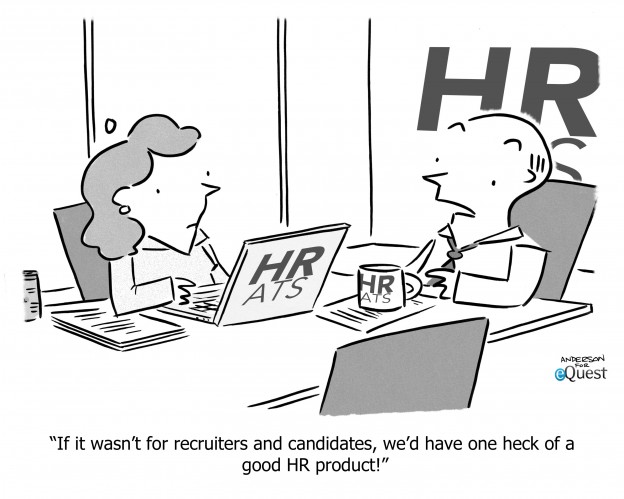 HR
ATS
HR
ATS
HR
ATS
ANDERSON
FOR
eQuest
“If it wasn’t for recruiters and candidates, we’d have one heck of a
good HR product!”